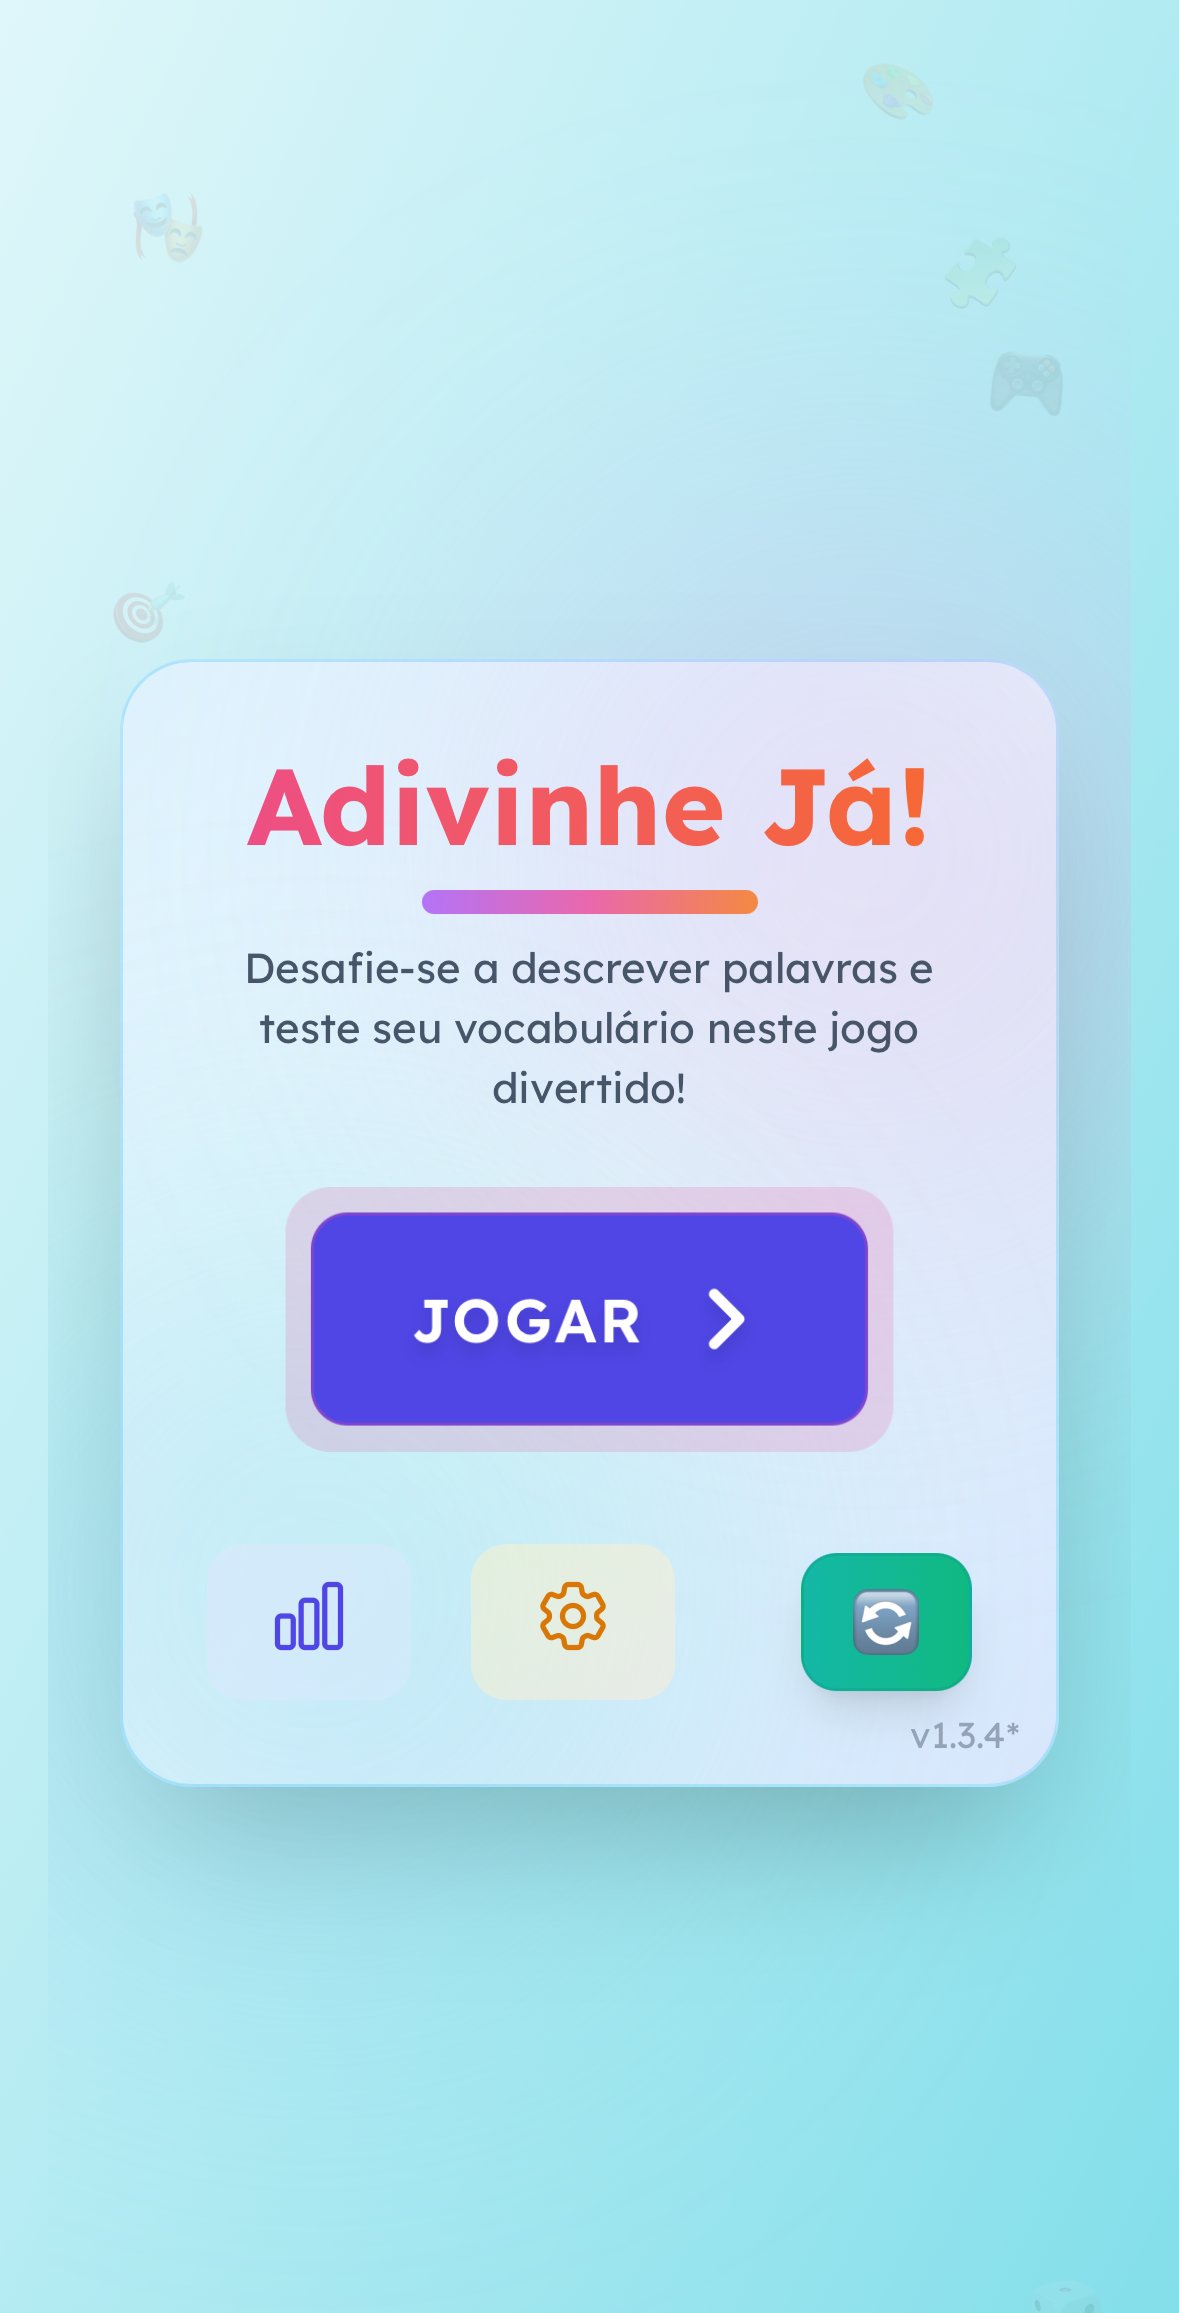 Adivinhe Já!
Desafie-se a descrever palavras e
teste seu vocabulário neste jogo
divertido!
JOGAR
v1.3.4*